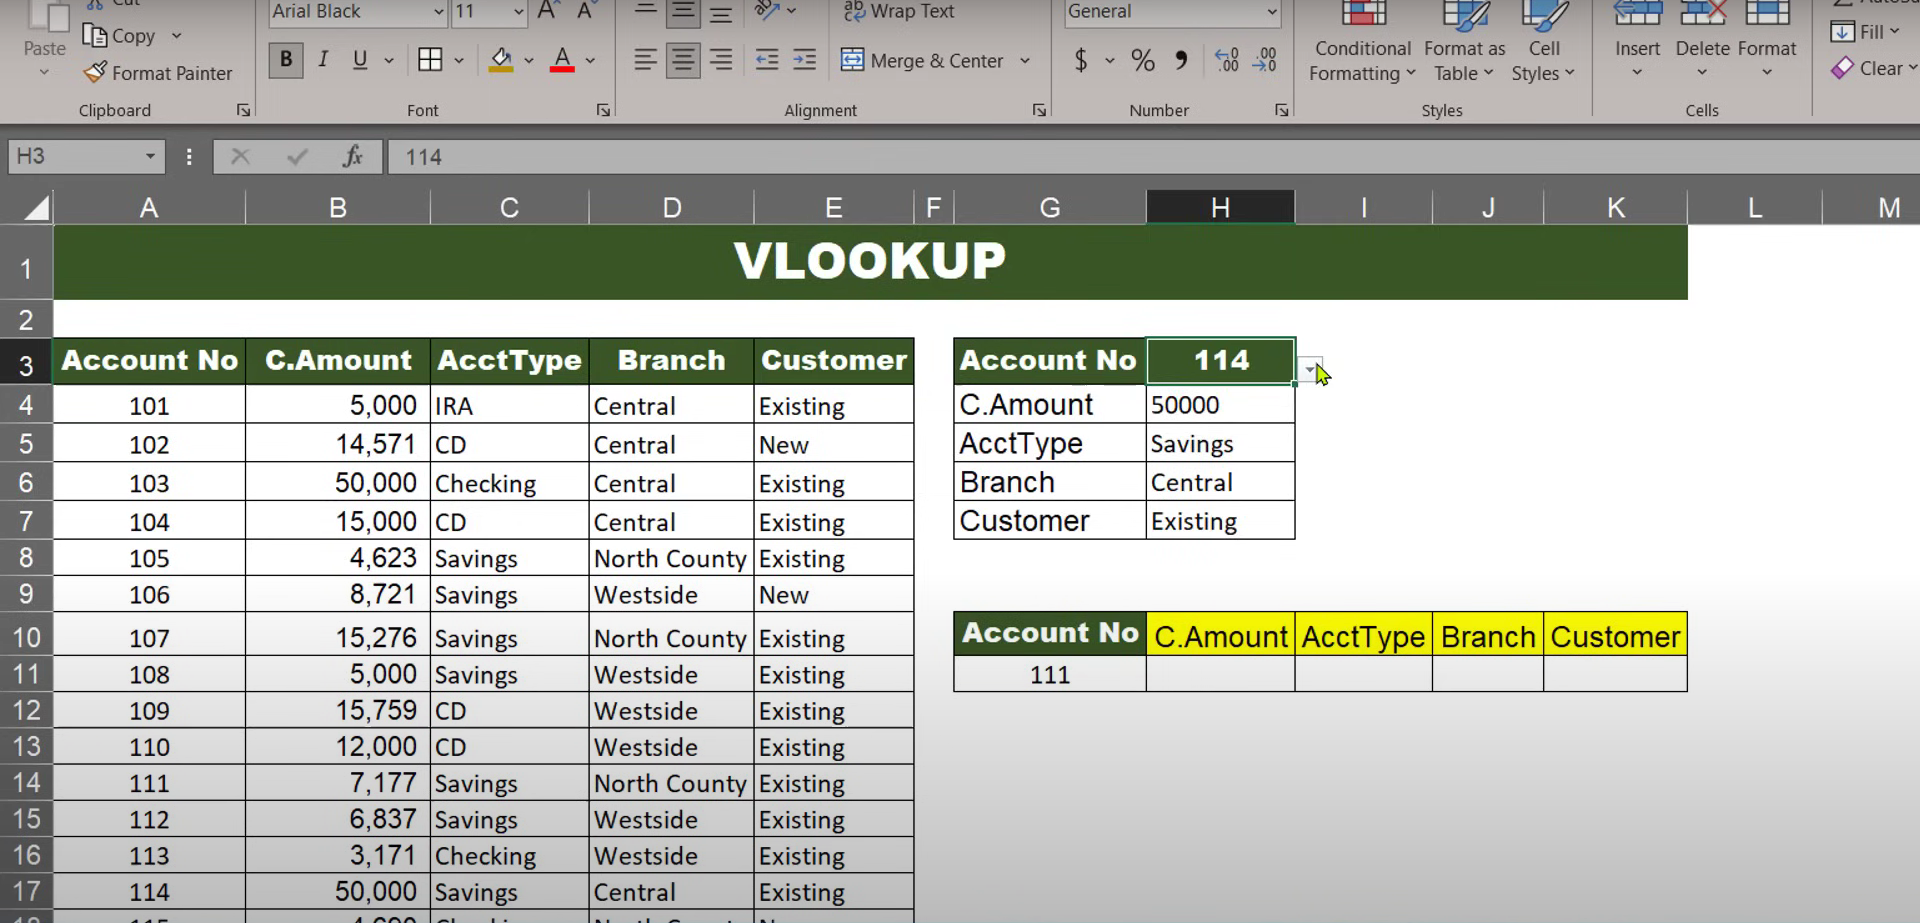 Cut
Arial Black 11 A A Wrap Text General
Paste Copy Conditional Format as Cell Insert Delete Format Fill
B I U A Merge & Center $ % , .00 .00 Formatting Table Styles Clear
Format Painter
Clipboard Font Alignment Number Styles Cells
H3 fx 114
A B C D E F G H I J K L M
1 VLOOKUP
2
3 Account No C.Amount AcctType Branch Customer Account No 114
4 101 5,000 IRA Central Existing C.Amount 50000
5 102 14,571 CD Central New AcctType Savings
6 103 50,000 Checking Central Existing Branch Central
7 104 15,000 CD Central Existing Customer Existing
8 105 4,623 Savings North County Existing
9 106 8,721 Savings Westside New
10 107 15,276 Savings North County Existing Account No C.Amount AcctType Branch Customer
11 108 5,000 Savings Westside Existing 111
12 109 15,759 CD Westside Existing
13 110 12,000 CD Westside Existing
14 111 7,177 Savings North County Existing
15 112 6,837 Savings Westside Existing
16 113 3,171 Checking Westside Existing
17 114 50,000 Savings Central Existing